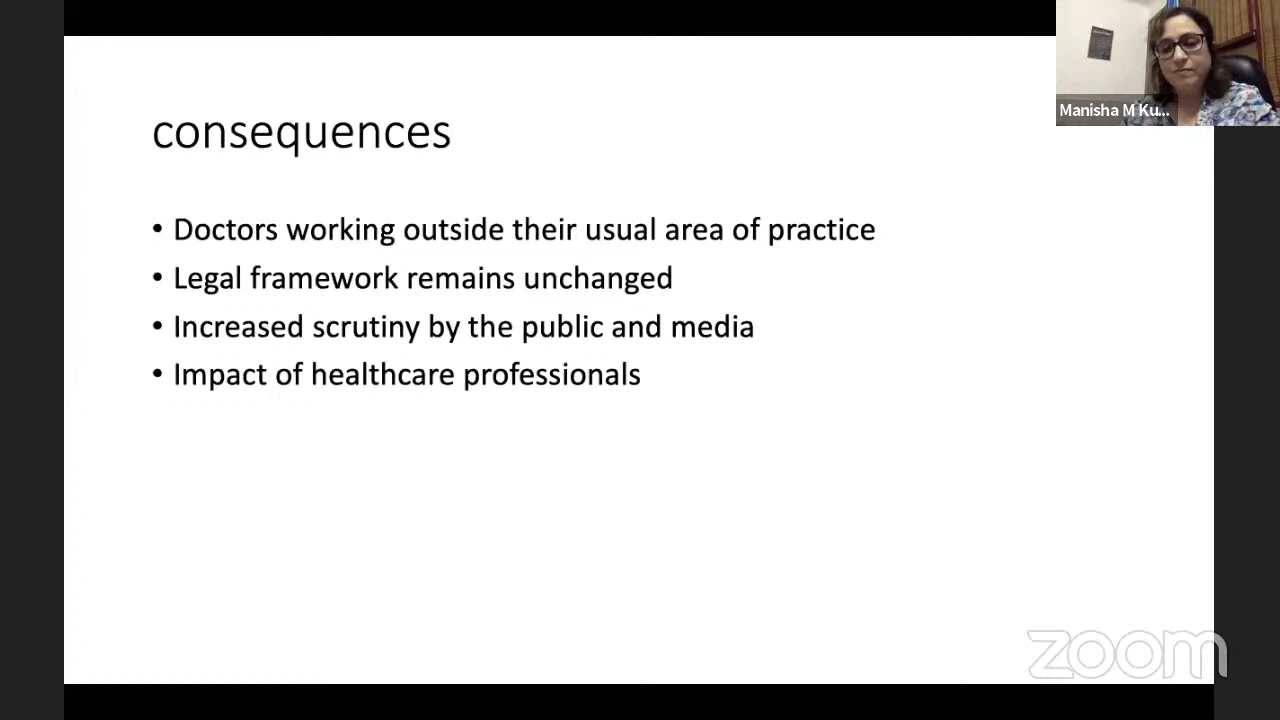 Manisha M Ku...
consequences
• Doctors working outside their usual area of practice
• Legal framework remains unchanged
• Increased scrutiny by the public and media
• Impact of healthcare professionals
zoom